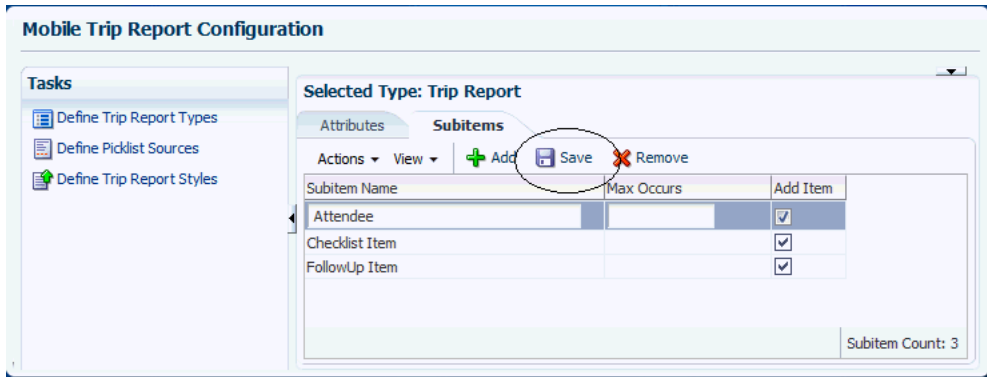 Mobile Trip Report Configuration
Tasks
Define Trip Report Types
Define Picklist Sources
Define Trip Report Styles
Selected Type: Trip Report
Attributes Subitems
Actions View Add Save Remove
Subitem Name Max Occurs Add Item
Attendee
Checklist Item
FollowUp Item
Subitem Count: 3